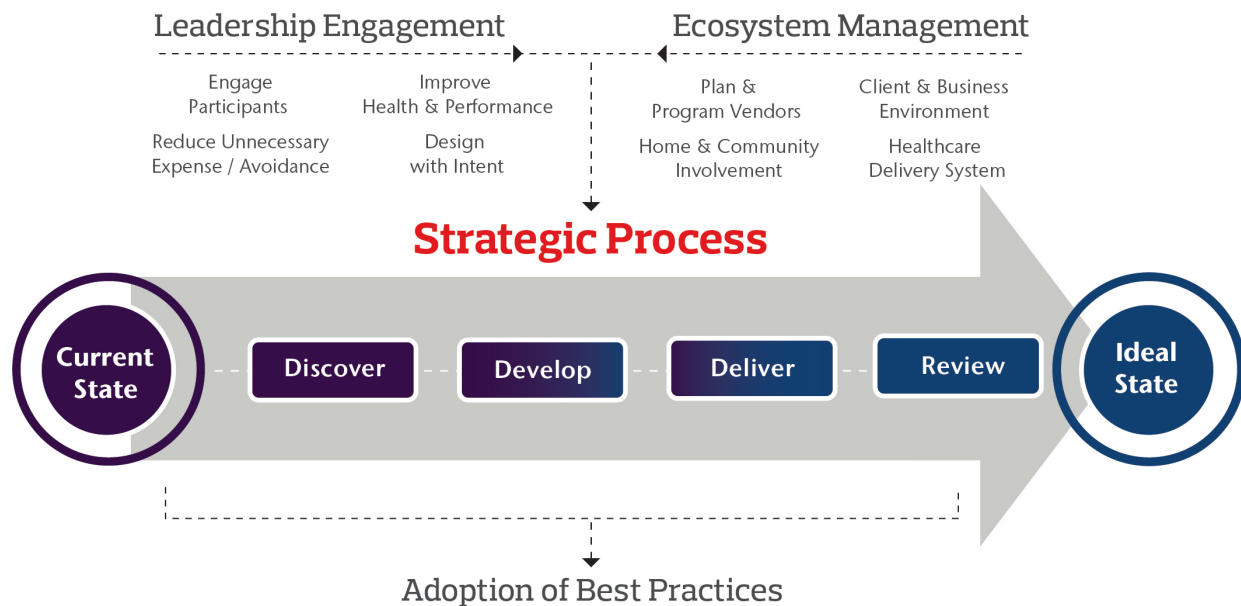 Leadership Engagement
Ecosystem Management
Engage
Participants
Improve
Health & Performance
Reduce Unnecessary
Expense / Avoidance
Design
with Intent
Plan &
Program Vendors
Client & Business
Environment
Home & Community
Involvement
Healthcare
Delivery System
Strategic Process
Current
State
Discover
Develop
Deliver
Review
Ideal
State
Adoption of Best Practices